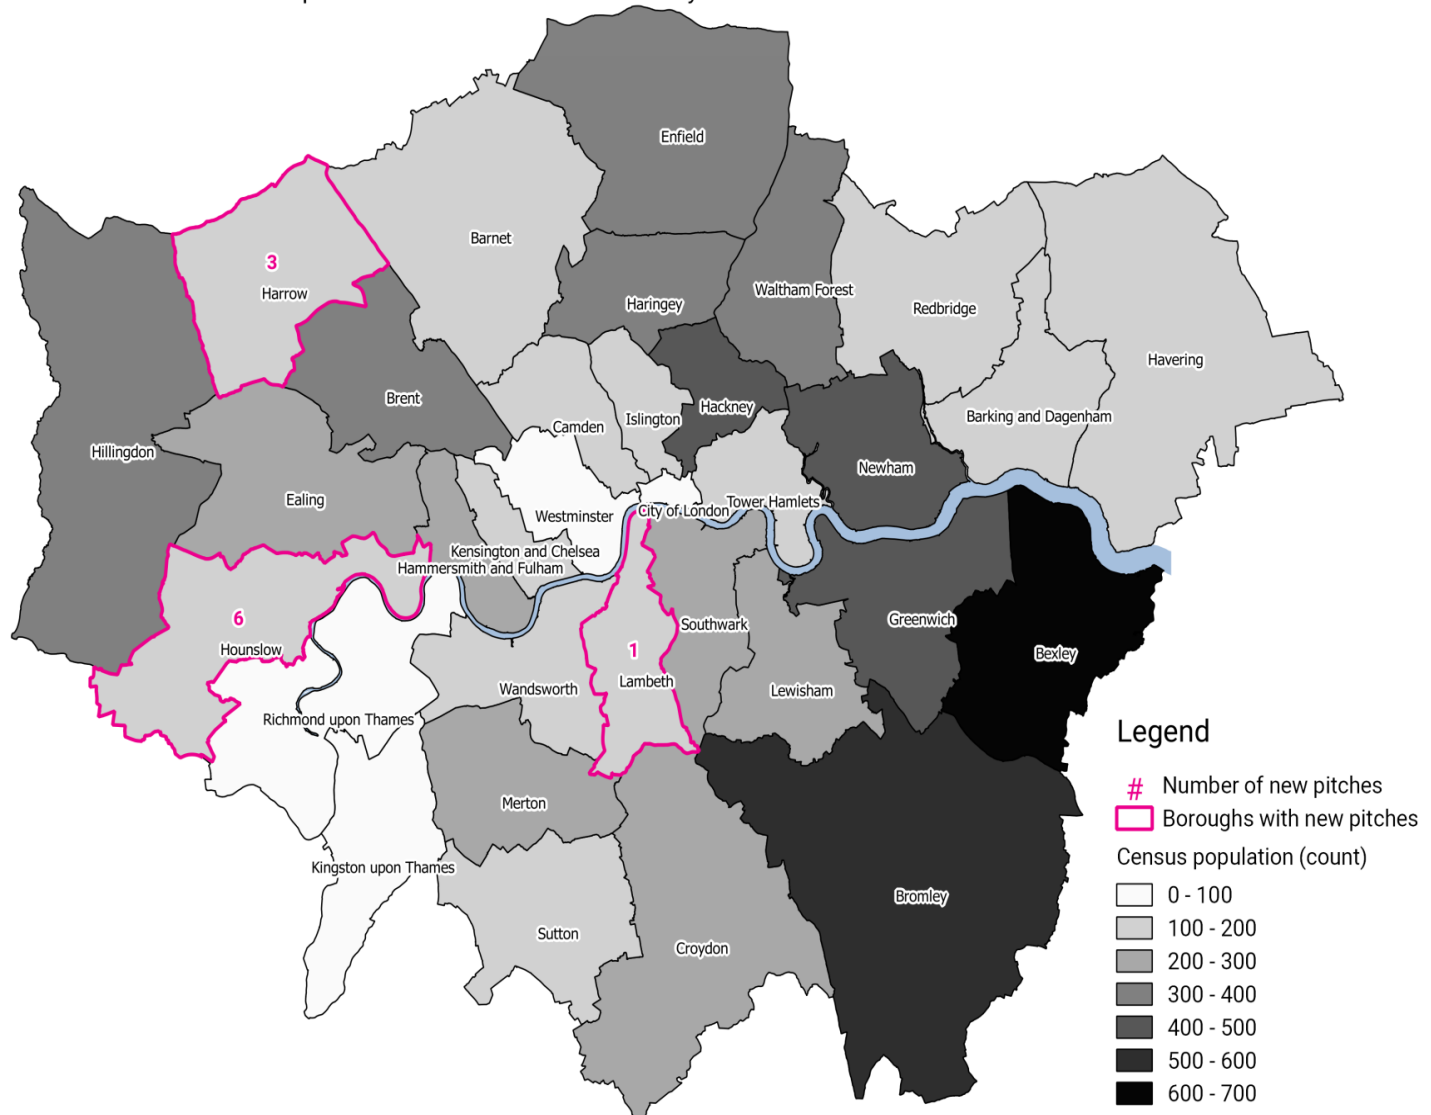 Enfield
Barnet
3
Harrow
Waltham Forest
Haringey
Redbridge
Havering
Brent
Hackney
Islington
Camden
Barking and Dagenham
Hillingdon
Newham
Ealing
Tower Hamlets
City of London
Westminster
Kensington and Chelsea
Hammersmith and Fulham
6
Hounslow
Southwark
Greenwich
1
Lambeth
Bexley
Wandsworth
Lewisham
Richmond upon Thames
Merton
Kingston upon Thames
Bromley
Sutton
Croydon
Legend
# Number of new pitches
Boroughs with new pitches
Census population (count)
0 - 100
100 - 200
200 - 300
300 - 400
400 - 500
500 - 600
600 - 700